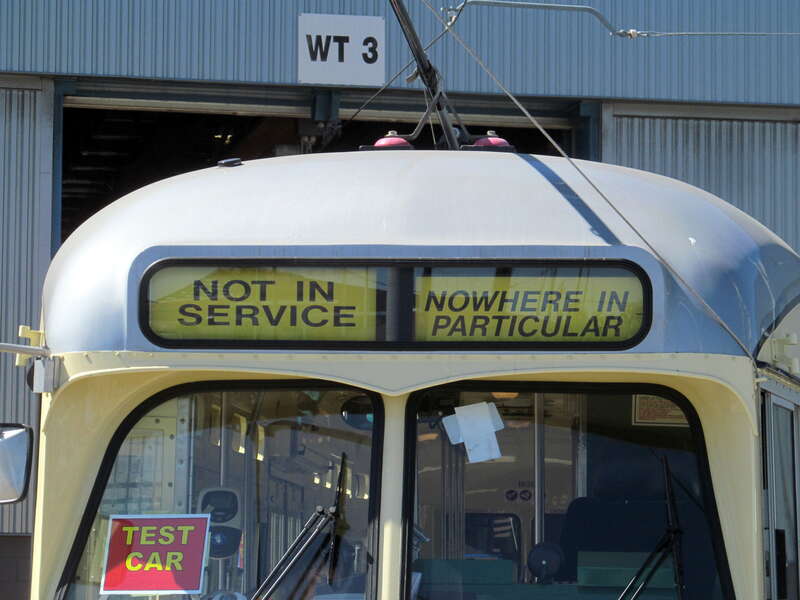 WT 3
NOT IN
SERVICE
NOWHERE IN
PARTICULAR
TEST
CAR